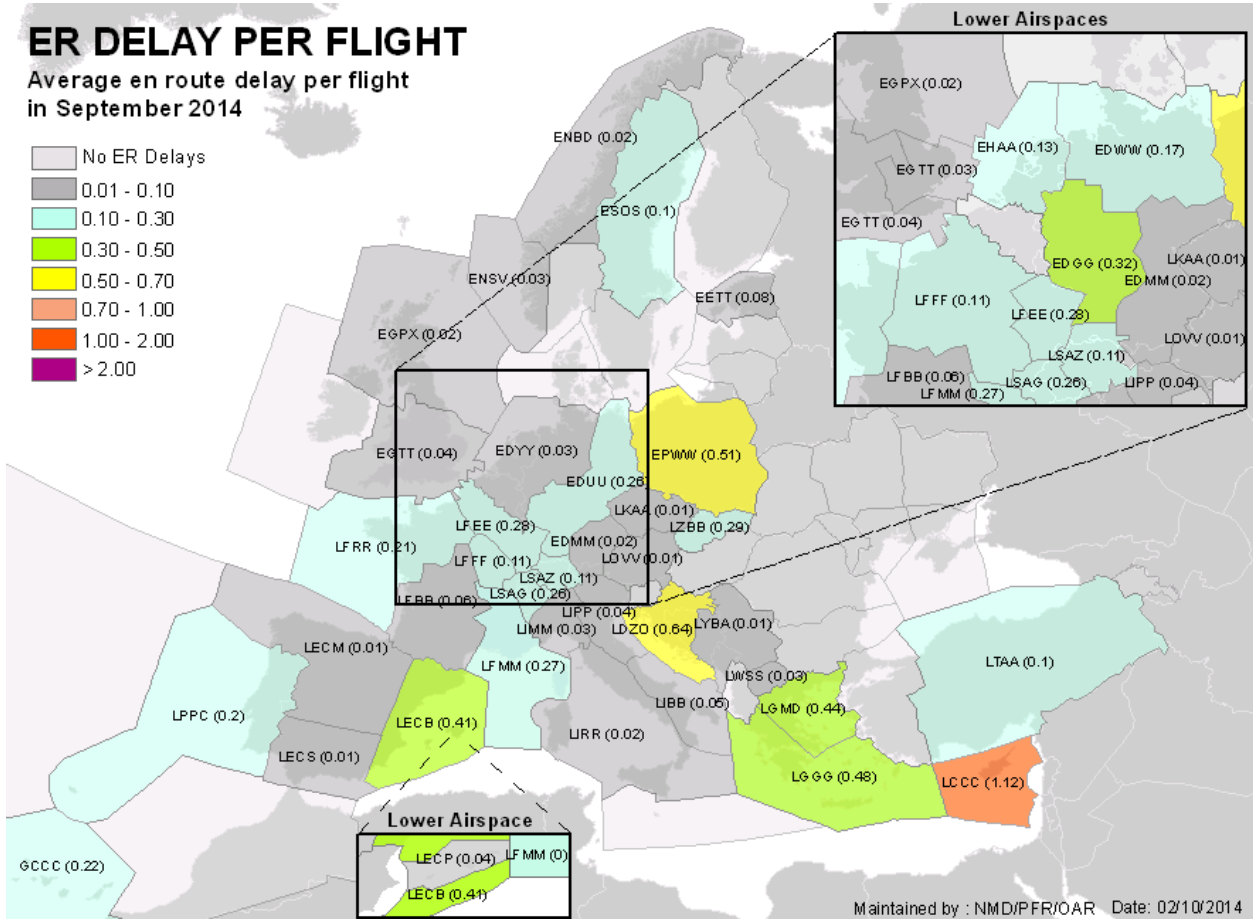 ER DELAY PER FLIGHT
Average en route delay per flight
in September 2014
No ER Delays
0.01 - 0.10
0.10 - 0.30
0.30 - 0.50
0.50 - 0.70
0.70 - 1.00
1.00 - 2.00
> 2.00
Lower Airspaces
EGPX (0.02)
EHAA (0.13)
EDWW (0.17)
EGTT (0.03)
EGTT (0.04)
EDGG (0.32)
LKAA (0.01)
EDMM (0.02)
LFFF (0.11)
LFEE (0.28)
LOVV (0.01)
LSAZ (0.11)
LFBB (0.06)
LSAG (0.26)
LIPP (0.04)
LFMM (0.27)
ENBD (0.02)
ESOS (0.1)
ENSV (0.03)
EETT (0.08)
EGPX (0.02)
EGTT (0.04)
EDYY (0.03)
EPWW (0.51)
EDUU (0.26)
LKAA (0.01)
LZBB (0.29)
LFEE (0.28)
LFRR (0.21)
EDMM (0.02)
LOVV (0.01)
LFFF (0.11)
LSAZ (0.11)
LSAG (0.26)
LFBB (0.06)
LIPP (0.04)
LIMM (0.03)
LDZO (0.64)
LYBA (0.01)
LECM (0.01)
LFMM (0.27)
LWSS (0.03)
LTAA (0.1)
LPPC (0.2)
LECB (0.41)
LIBB (0.05)
LGMD (0.44)
LECS (0.01)
LIRR (0.02)
LGGG (0.48)
LCCC (1.12)
GCCC (0.22)
Lower Airspace
LECP (0.04)
LFMM (0)
LECB (0.41)
Maintained by : NMD/PFR/OAR Date: 02/10/2014